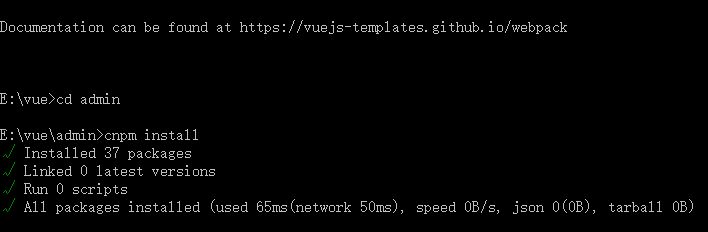 Documentation can be found at https://vuejs-templates.github.io/webpack
E:\vue>cd admin
E:\vue\admin>cnpm install
√ Installed 37 packages
√ Linked 0 latest versions
√ Run 0 scripts
√ All packages installed (used 65ms(network 50ms), speed 0B/s, json 0(0B), tarball 0B)